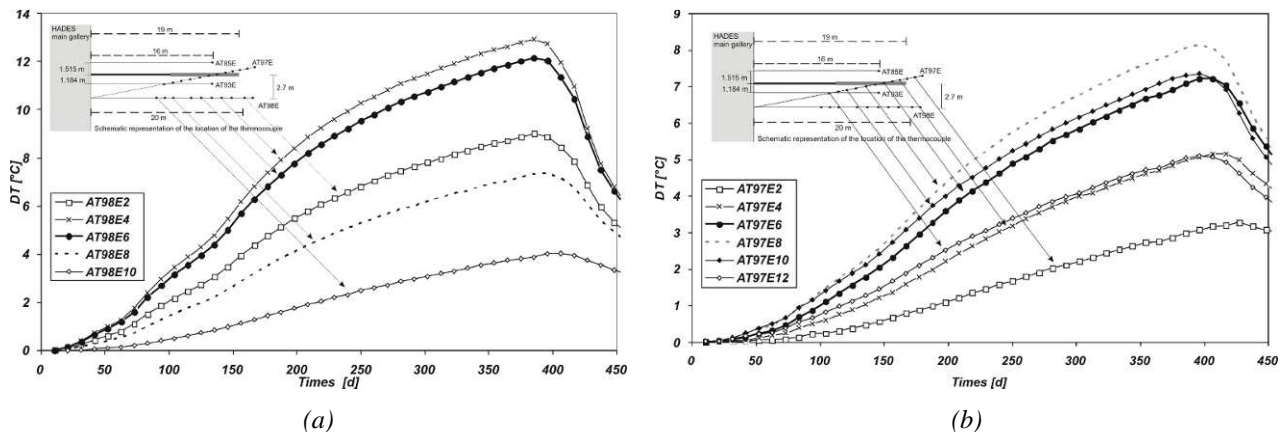 14
12
10
8
6
4
2
0
DT [°C]
0
50
100
150
200
250
300
350
400
450
Times [d]
HADES
main gallery
19 m
16 m
1.515 m
1.184 m
AT85E
AT97E
AT93E
2.7 m
AT98E
20 m
Schematic representation of the location of the thermocouple
AT98E2
AT98E4
AT98E6
AT98E8
AT98E10
(a)
9
8
7
6
5
4
3
2
1
0
DT [°C]
0
50
100
150
200
250
300
350
400
450
Times [d]
HADES
main gallery
19 m
16 m
1.515 m
1.184 m
AT85E
AT97E
AT93E
2.7 m
AT98E
20 m
Schematic representation of the location of the thermocouple
AT97E2
AT97E4
AT97E6
AT97E8
AT97E10
AT97E12
(b)